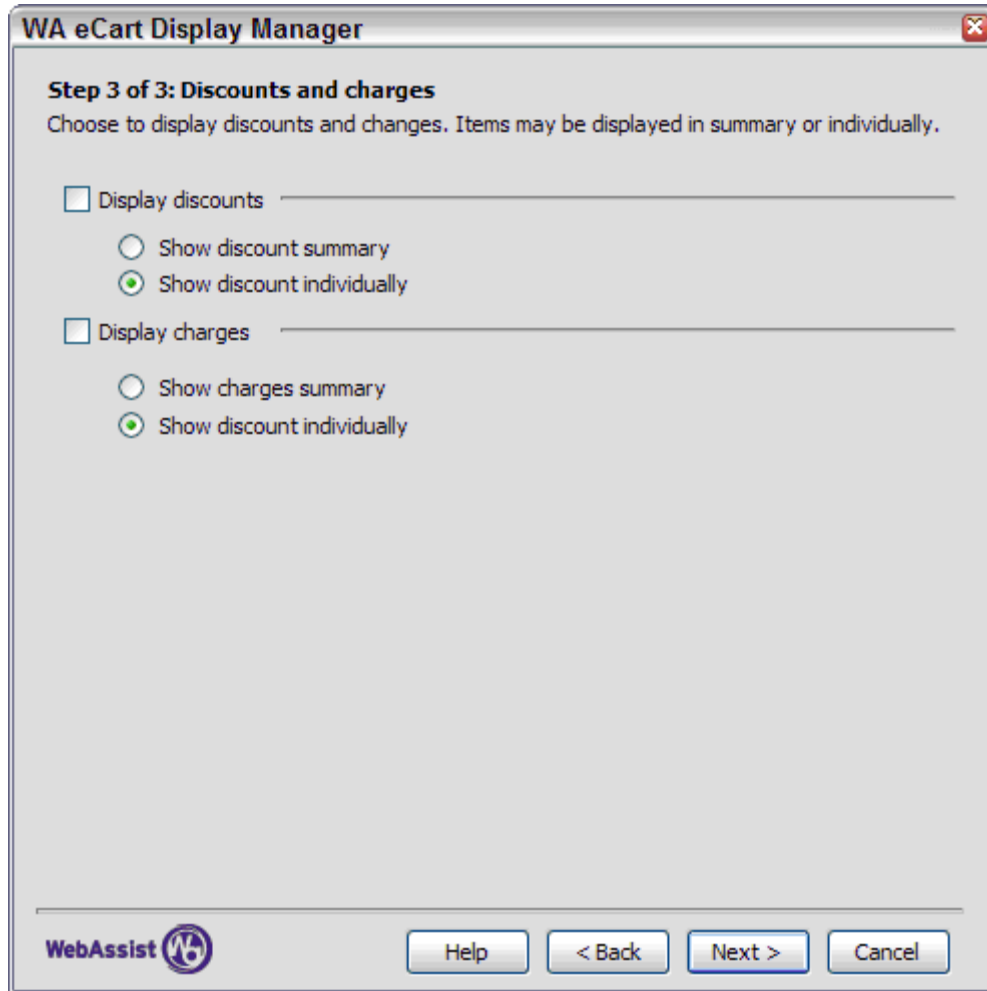 WA eCart Display Manager
Step 3 of 3: Discounts and charges
Choose to display discounts and changes. Items may be displayed in summary or individually.
Display discounts
Show discount summary
Show discount individually
Display charges
Show charges summary
Show discount individually
WebAssist Help < Back Next > Cancel